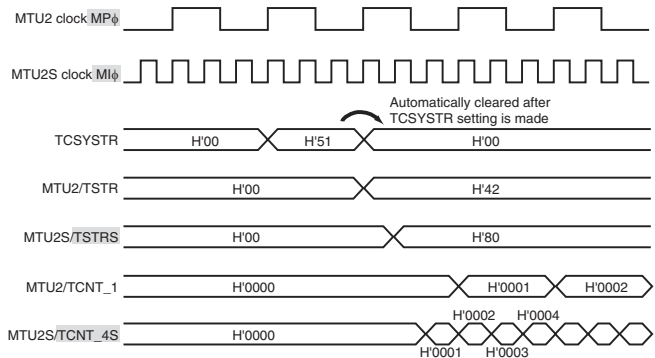 MTU2 clock MPϕ
MTU2S clock MIϕ
Automatically cleared after
TCSYSTR setting is made
TCSYSTR H'00 H'51 H'00
MTU2/TSTR H'00 H'42
MTU2S/TSTRS H'00 H'80
MTU2/TCNT_1 H'0000 H'0001 H'0002
H'0002 H'0004
MTU2S/TCNT_4S H'0000
H'0001 H'0003